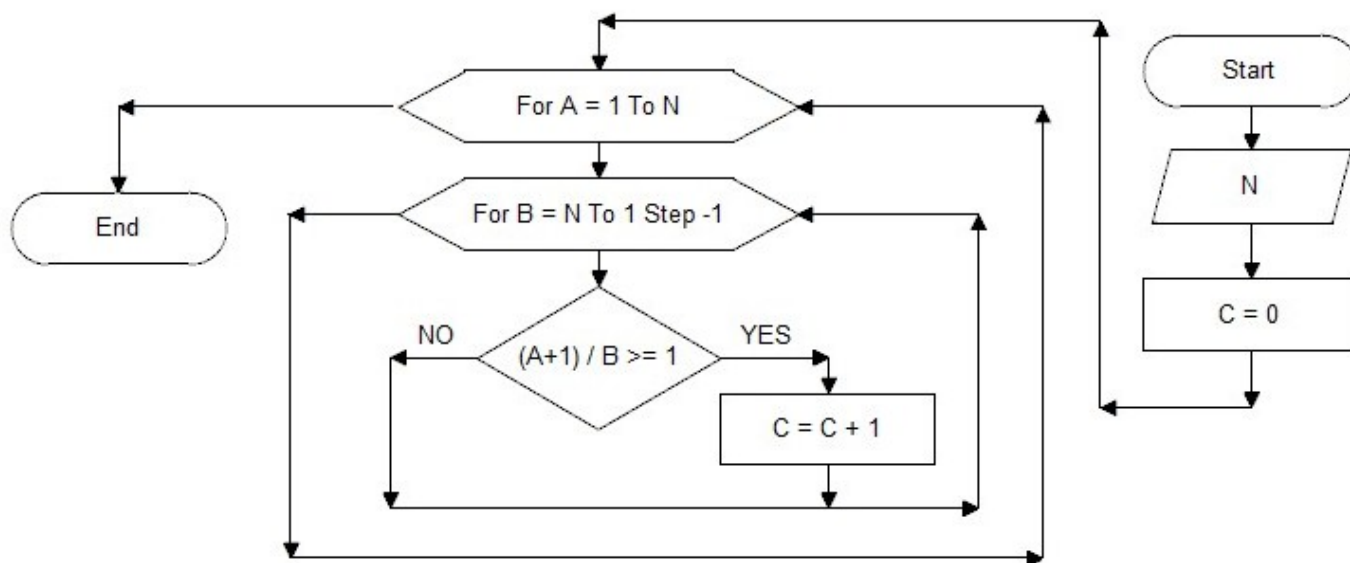 Start
N
C = 0
For A = 1 To N
End
For B = N To 1 Step -1
(A+1) / B >= 1
NO
YES
C = C + 1